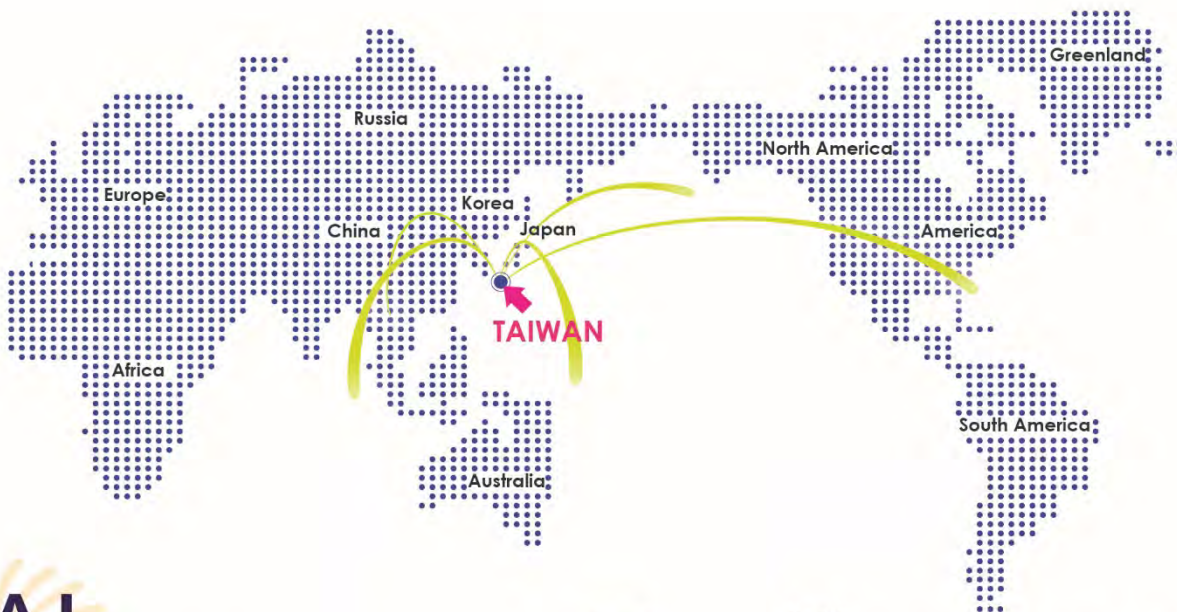 Greenland
Russia
North America
Europe
Korea
China
Japan
America
TAIWAN
Africa
South America
Australia